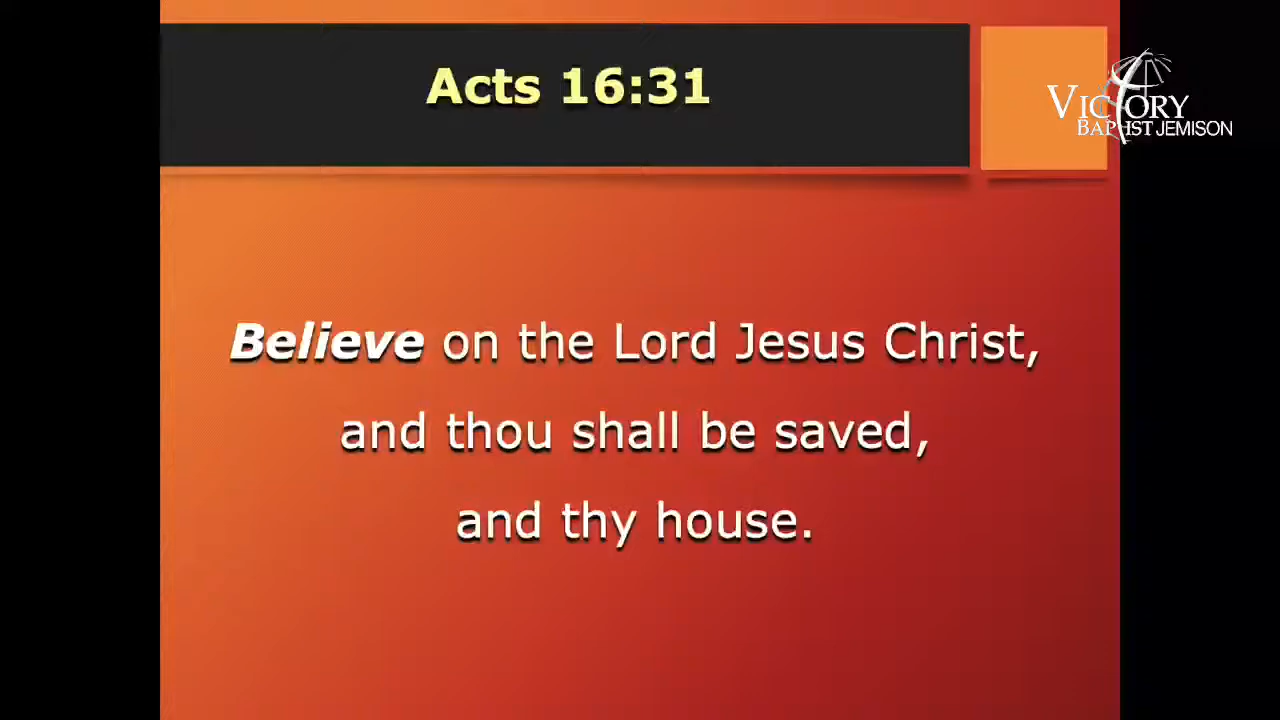 Acts 16:31
VICTORY
BAPTIST JEMISON
Believe on the Lord Jesus Christ,
and thou shall be saved,
and thy house.